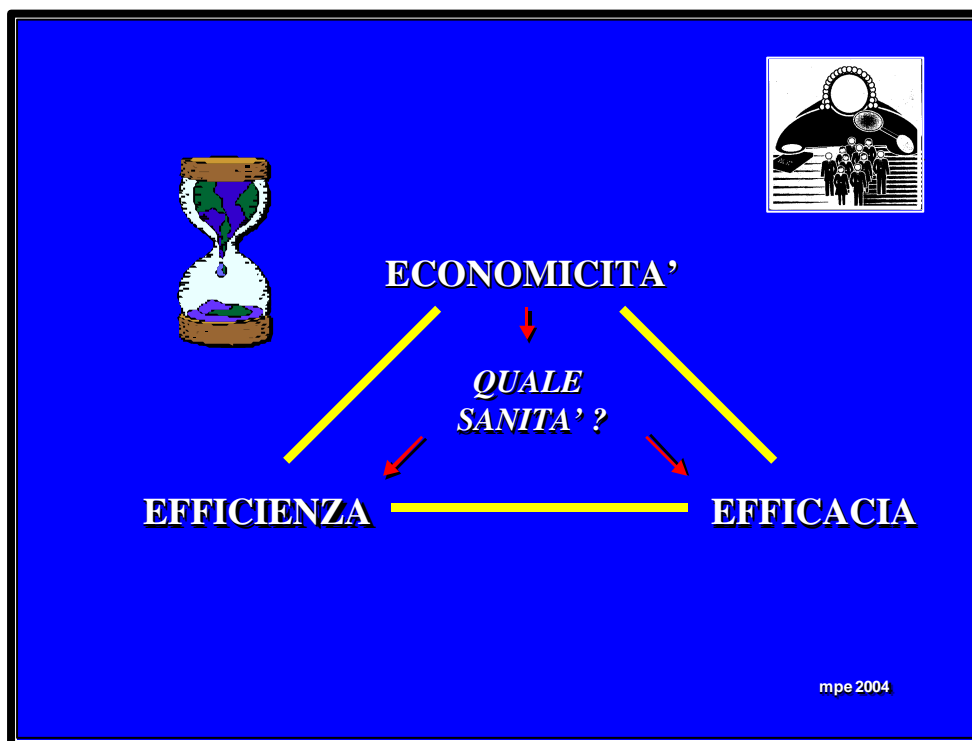 ECONOMICITA’
QUALE
SANITA’ ?
EFFICIENZA
EFFICACIA
mpe 2004